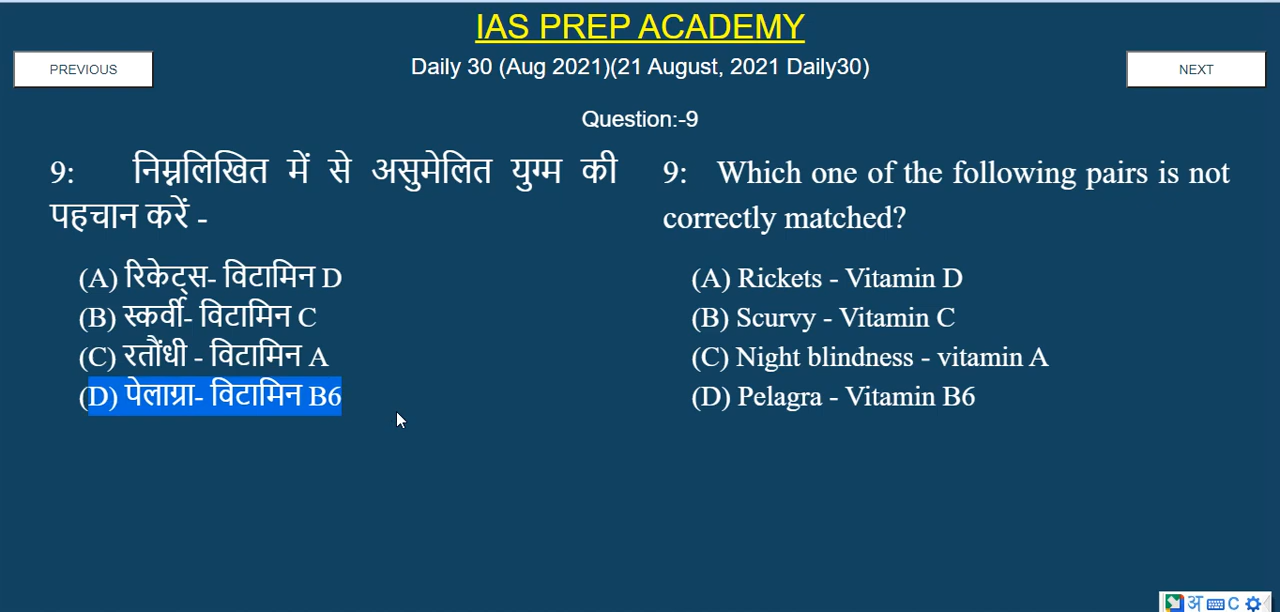 IAS PREP ACADEMY
PREVIOUS
Daily 30 (Aug 2021)(21 August, 2021 Daily30)
NEXT
Question:-9
9: निम्नलिखित में से असुमेलित युग्म की
पहचान करें -
(A) रिकेट्स- विटामिन D
(B) स्कर्वी- विटामिन C
(C) रतौंधी - विटामिन A
(D) पेलाग्रा- विटामिन B6
9: Which one of the following pairs is not
correctly matched?
(A) Rickets - Vitamin D
(B) Scurvy - Vitamin C
(C) Night blindness - vitamin A
(D) Pelagra - Vitamin B6
अ C